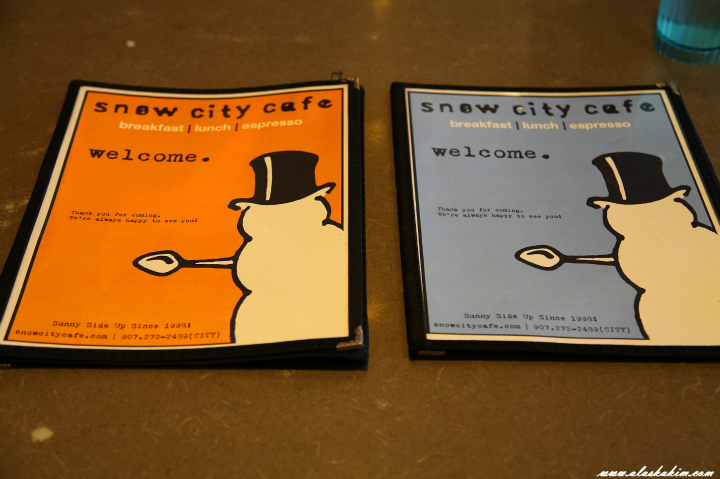 snow city cafe
breakfast | lunch | espresso
welcome.
Thank you for coming.
We're always happy to see you!
Sunny Side Up Since 1998!
snowcitycafe.com | 907.272-2489(CITY)
snow city cafe
breakfast | lunch | espresso
welcome.
Thank you for coming.
We're always happy to see you!
Sunny Side Up Since 1998!
snowcitycafe.com | 907.272-2489(CITY)
www.alaskakim.com